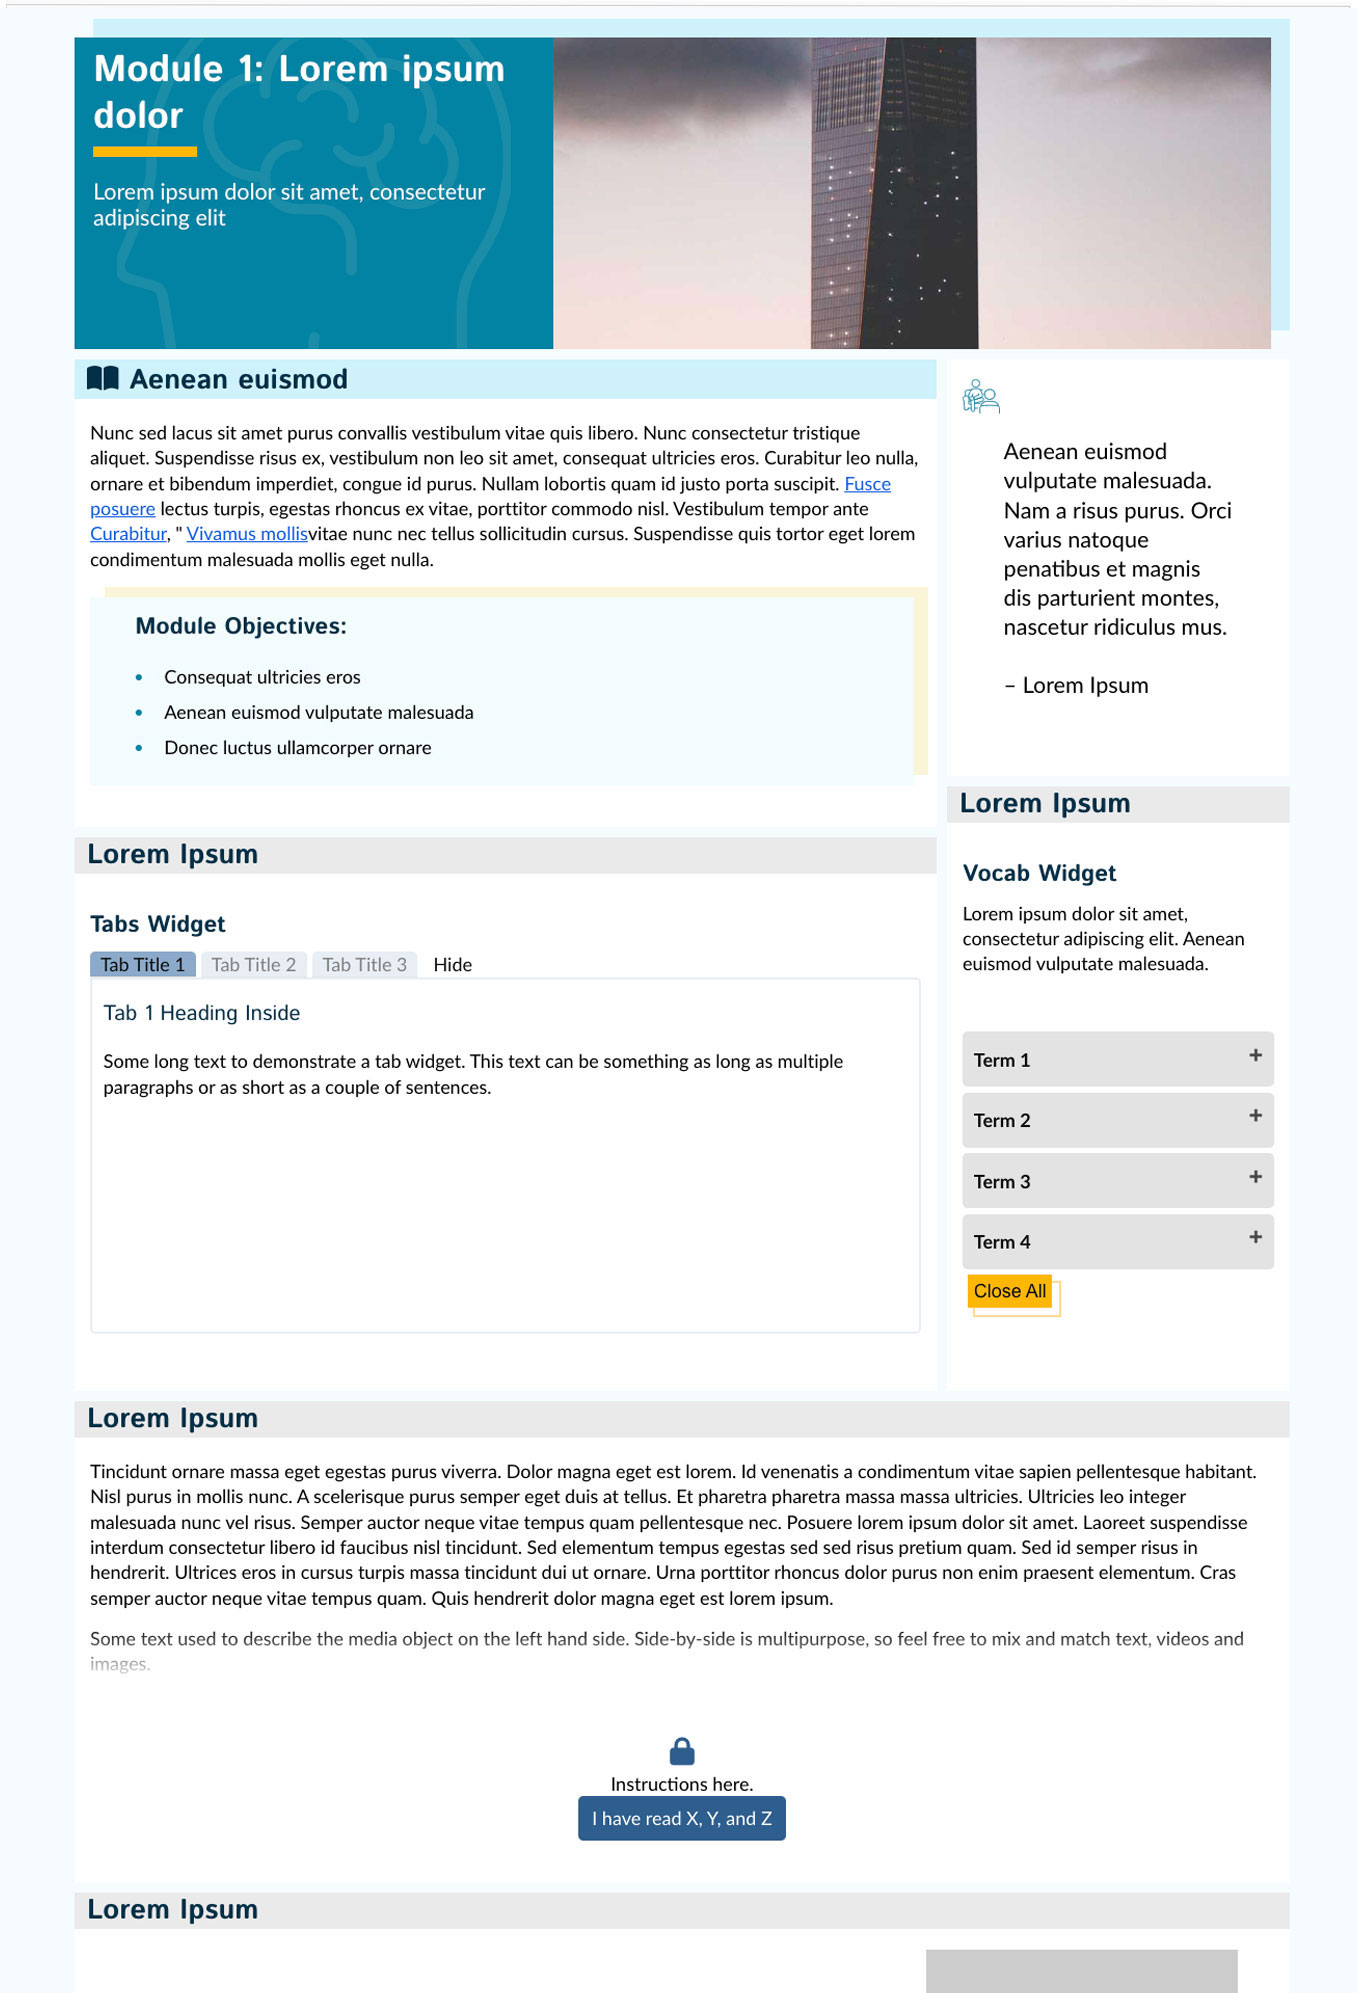 Module 1: Lorem ipsum
dolor
Lorem ipsum dolor sit amet, consectetur
adipiscing elit
Aenean euismod
Nunc sed lacus sit amet purus convallis vestibulum vitae quis libero. Nunc consectetur tristique
aliquet. Suspendisse risus ex, vestibulum non leo sit amet, consequat ultricies eros. Curabitur leo nulla,
ornare et bibendum imperdiet, congue id purus. Nullam lobortis quam id justo porta suscipit. Fusce
posuere lectus turpis, egestas rhoncus ex vitae, porttitor commodo nisl. Vestibulum tempor ante
Curabitur, " Vivamus mollisvitae nunc nec tellus sollicitudin cursus. Suspendisse quis tortor eget lorem
condimentum malesuada mollis eget nulla.
Module Objectives:
• Consequat ultricies eros
• Aenean euismod vulputate malesuada
• Donec luctus ullamcorper ornare
Aenean euismod
vulputate malesuada.
Nam a risus purus. Orci
varius natoque
penatibus et magnis
dis parturient montes,
nascetur ridiculus mus.
– Lorem Ipsum
Lorem Ipsum
Tabs Widget
Tab Title 1 Tab Title 2 Tab Title 3 Hide
Tab 1 Heading Inside
Some long text to demonstrate a tab widget. This text can be something as long as multiple
paragraphs or as short as a couple of sentences.
Lorem Ipsum
Vocab Widget
Lorem ipsum dolor sit amet,
consectetur adipiscing elit. Aenean
euismod vulputate malesuada.
Term 1 +
Term 2 +
Term 3 +
Term 4 +
Close All
Lorem Ipsum
Tincidunt ornare massa eget egestas purus viverra. Dolor magna eget est lorem. Id venenatis a condimentum vitae sapien pellentesque habitant.
Nisl purus in mollis nunc. A scelerisque purus semper eget duis at tellus. Et pharetra pharetra massa massa ultricies. Ultricies leo integer
malesuada nunc vel risus. Semper auctor neque vitae tempus quam pellentesque nec. Posuere lorem ipsum dolor sit amet. Laoreet suspendisse
interdum consectetur libero id faucibus nisl tincidunt. Sed elementum tempus egestas sed sed risus pretium quam. Sed id semper risus in
hendrerit. Ultrices eros in cursus turpis massa tincidunt dui ut ornare. Urna porttitor rhoncus dolor purus non enim praesent elementum. Cras
semper auctor neque vitae tempus quam. Quis hendrerit dolor magna eget est lorem ipsum.
Some text used to describe the media object on the left hand side. Side-by-side is multipurpose, so feel free to mix and match text, videos and
images.
Instructions here.
I have read X, Y, and Z
Lorem Ipsum